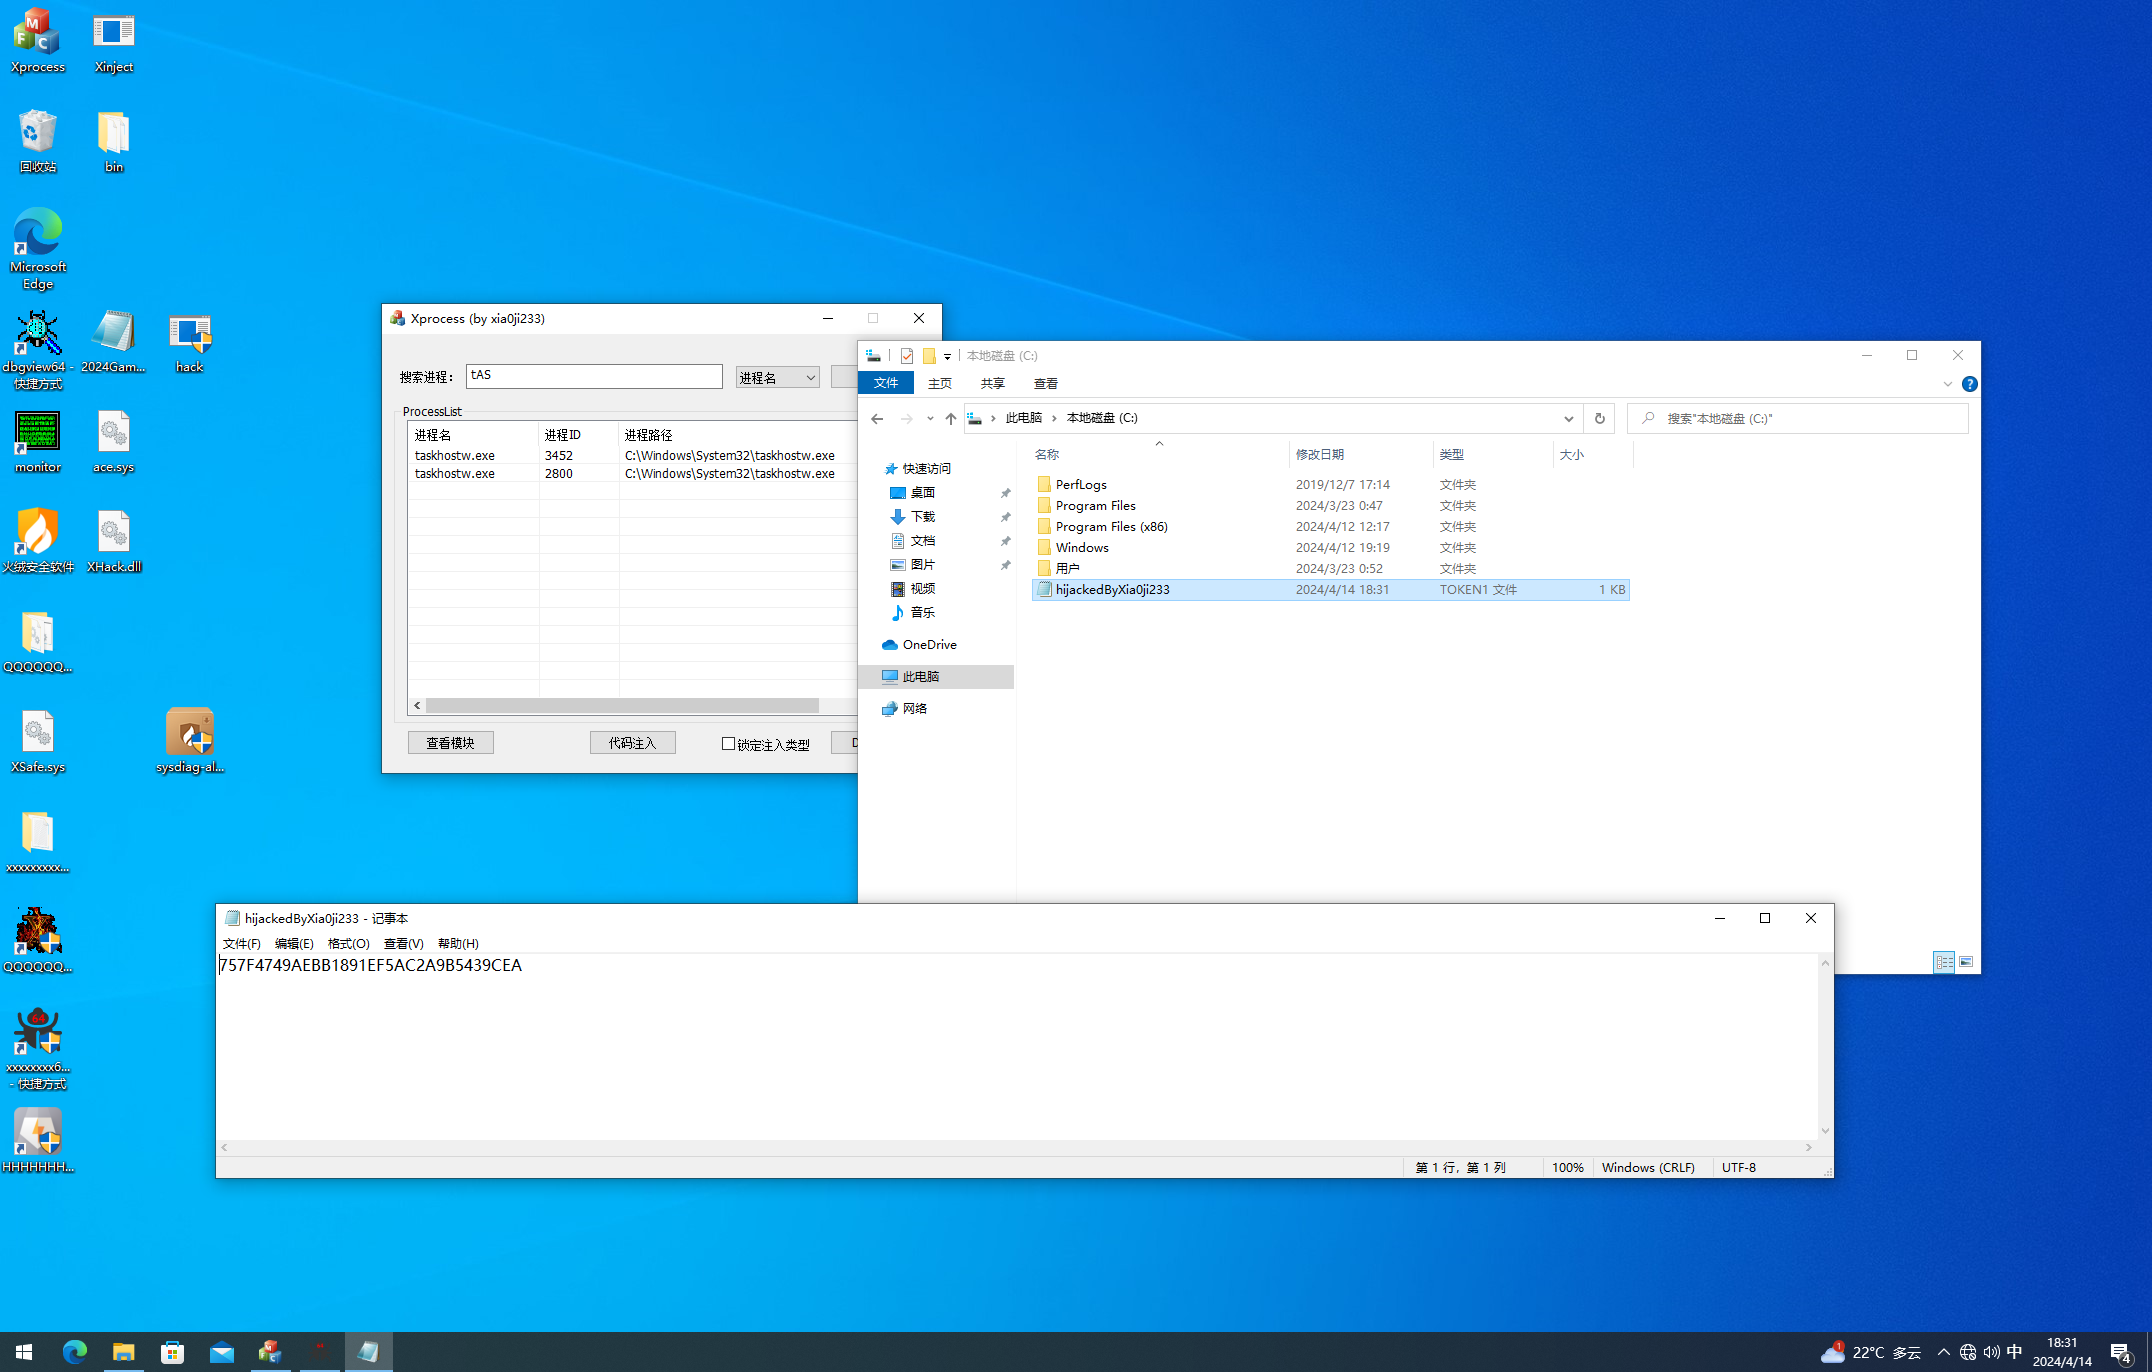 Xprocess
Xinject
回收站
bin
Microsoft
Edge
dbgview64 -
快捷方式
2024Gam...
hack
monitor
ace.sys
火绒安全软件
XHack.dll
QQQQQQ...
XSafe.sys
sysdiag-al...
xxxxxxxxx...
QQQQQQ...
xxxxxxxx6...
- 快捷方式
HHHHHHH...
Xprocess (by xia0ji233)
搜索进程：
tAS
进程名
ProcessList
进程名 进程ID 进程路径
taskhostw.exe 3452 C:\Windows\System32\taskhostw.exe
taskhostw.exe 2800 C:\Windows\System32\taskhostw.exe
查看模块
代码注入
锁定注入类型
D
本地磁盘 (C:)
文件 主页 共享 查看
此电脑 › 本地磁盘 (C:)
搜索"本地磁盘 (C:)"
快速访问
桌面
下载
文档
图片
视频
音乐
OneDrive
此电脑
网络
名称 修改日期 类型 大小
PerfLogs 2019/12/7 17:14 文件夹
Program Files 2024/3/23 0:47 文件夹
Program Files (x86) 2024/4/12 12:17 文件夹
Windows 2024/4/12 19:19 文件夹
用户 2024/3/23 0:52 文件夹
hijackedByXia0ji233 2024/4/14 18:31 TOKEN1 文件 1 KB
hijackedByXia0ji233 - 记事本
文件(F) 编辑(E) 格式(O) 查看(V) 帮助(H)
757F4749AEBB1891EF5AC2A9B5439CEA
第 1 行，第 1 列 100% Windows (CRLF) UTF-8
1
22°C 多云
中
18:31
2024/4/14
4